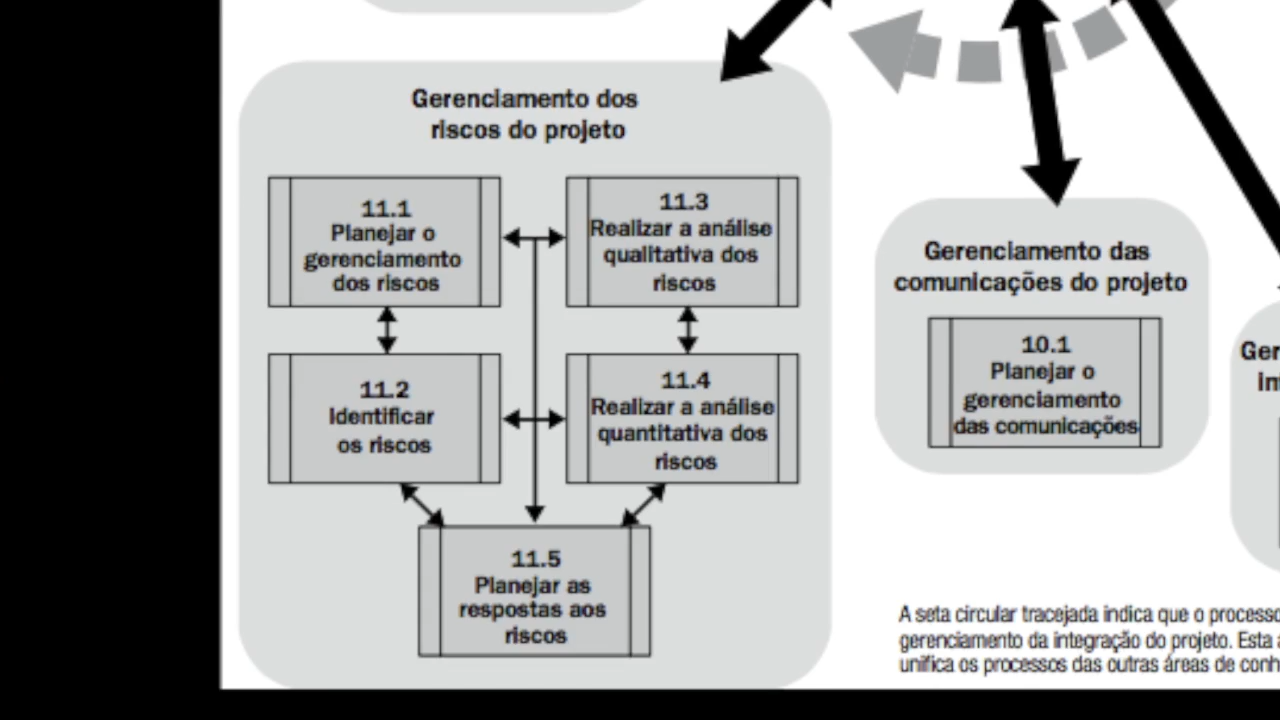 Gerenciamento dos
riscos do projeto
11.1
Planejar o
gerenciamento
dos riscos
11.3
Realizar a análise
qualitativa dos
riscos
11.2
Identificar
os riscos
11.4
Realizar a análise
quantitativa dos
riscos
11.5
Planejar as
respostas aos
riscos
Gerenciamento das
comunicações do projeto
10.1
Planejar o
gerenciamento
das comunicações
A seta circular tracejada indica que o processo
gerenciamento da integração do projeto. Esta
unifica os processos das outras áreas de